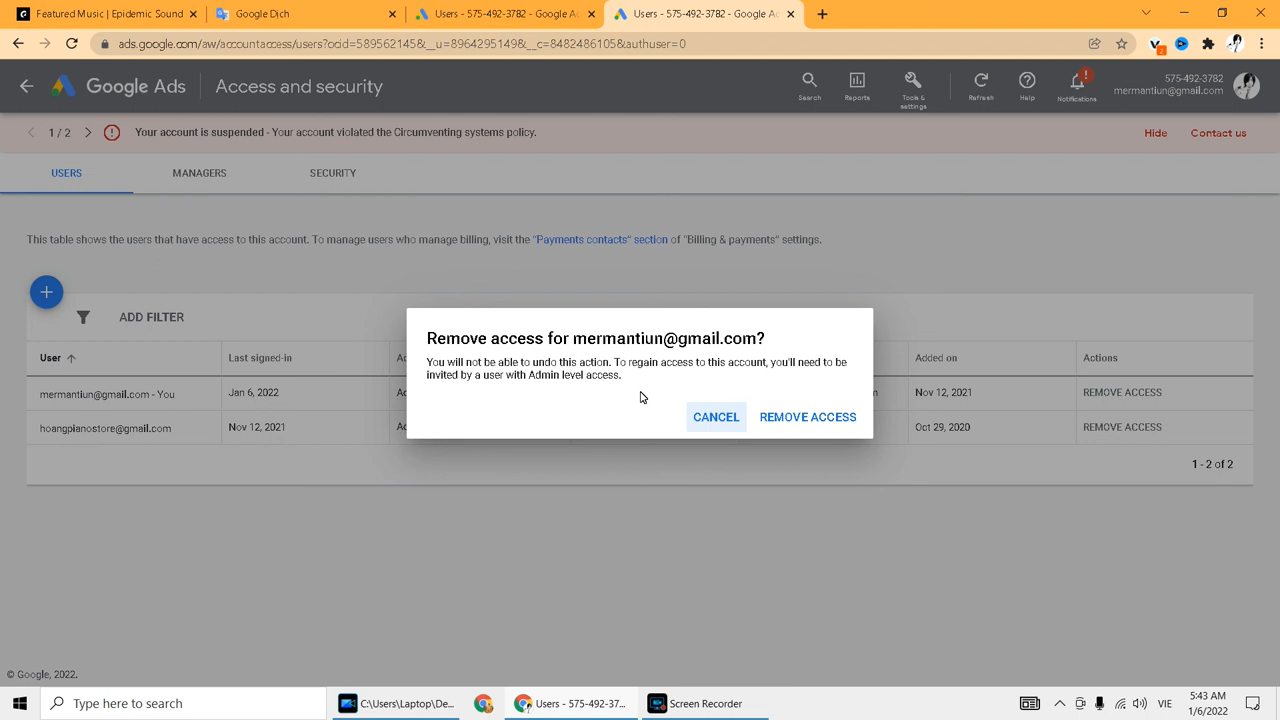 Featured Music | Epidemic Sound
Google Dịch
Users - 575-492-3782 - Google Ad
Users - 575-492-3782 - Google Ad
ads.google.com/aw/accountaccess/users?ocid=589562145&__u=8964295149&__c=8482486105&authuser=0
Google Ads
Access and security
Search
Reports
Tools &
settings
Refresh
Help
Notifications
575-492-3782
mermantiun@gmail.com
1 / 2
Your account is suspended - Your account violated the Circumventing systems policy.
Hide
Contact us
USERS
MANAGERS
SECURITY
This table shows the users that have access to this account. To manage users who manage billing, visit the "Payments contacts" section of "Billing & payments" settings.
ADD FILTER
User
Last signed-in
Added on
Actions
mermantiun@gmail.com - You
Jan 6, 2022
Nov 12, 2021
REMOVE ACCESS
hoangpianostore@gmail.com
Nov 12, 2021
Oct 29, 2020
REMOVE ACCESS
1 - 2 of 2
Remove access for mermantiun@gmail.com?
You will not be able to undo this action. To regain access to this account, you'll need to be
invited by a user with Admin level access.
CANCEL
REMOVE ACCESS
© Google, 2022.
Type here to search
C:\Users\Laptop\De...
Users - 575-492-37...
Screen Recorder
VIE
5:43 AM
1/6/2022